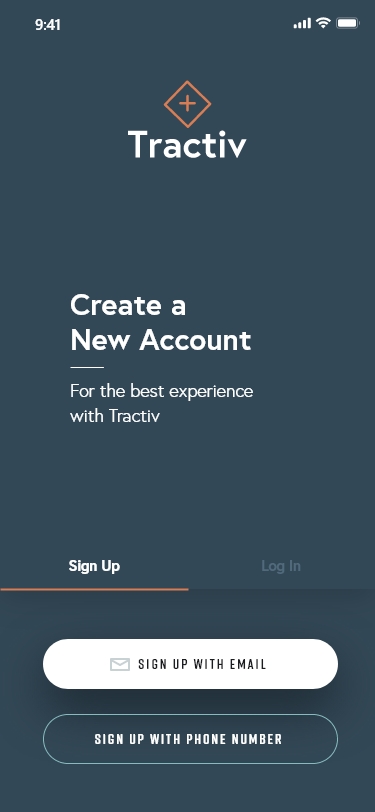 9:41
Tractiv
Create a
New Account
For the best experience
with Tractiv
Sign Up
Log In
SIGN UP WITH EMAIL
SIGN UP WITH PHONE NUMBER